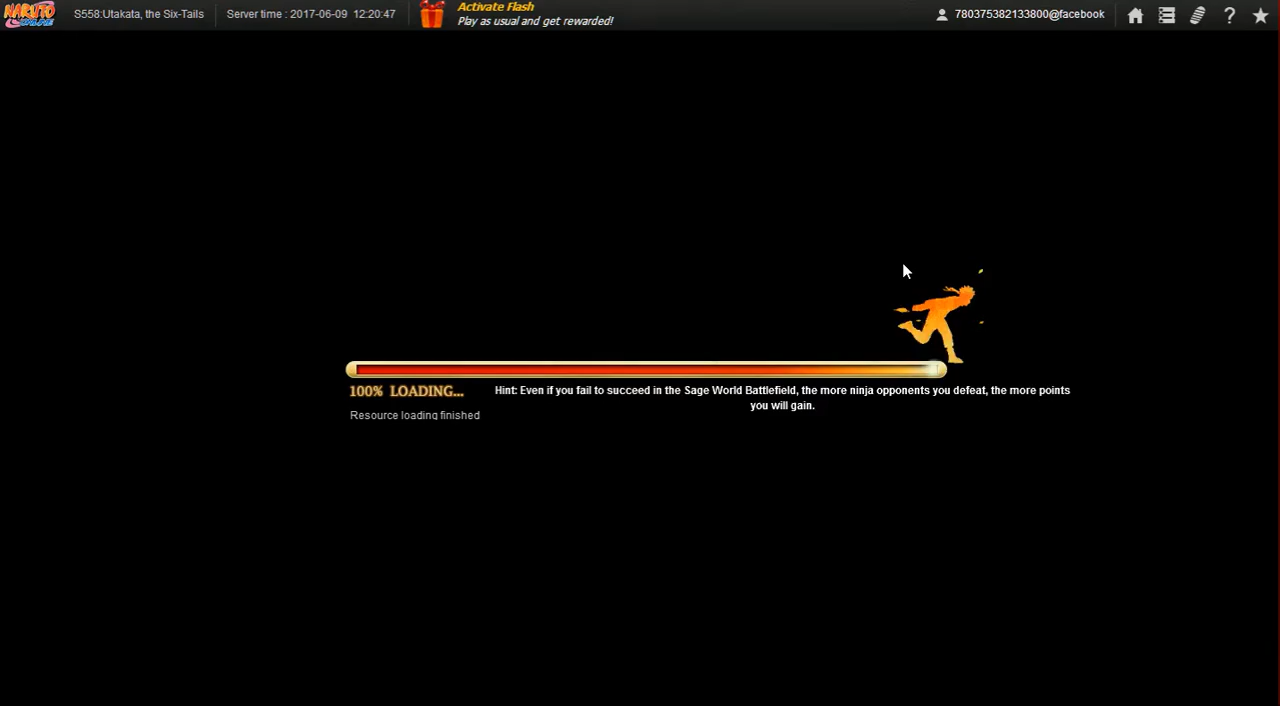 NARUTO ONLINE
S558:Utakata, the Six-Tails
Server time : 2017-06-09 12:20:47
Activate Flash
Play as usual and get rewarded!
780375382133800@facebook
?
100% LOADING...
Hint: Even if you fail to succeed in the Sage World Battlefield, the more ninja opponents you defeat, the more points
you will gain.
Resource loading finished